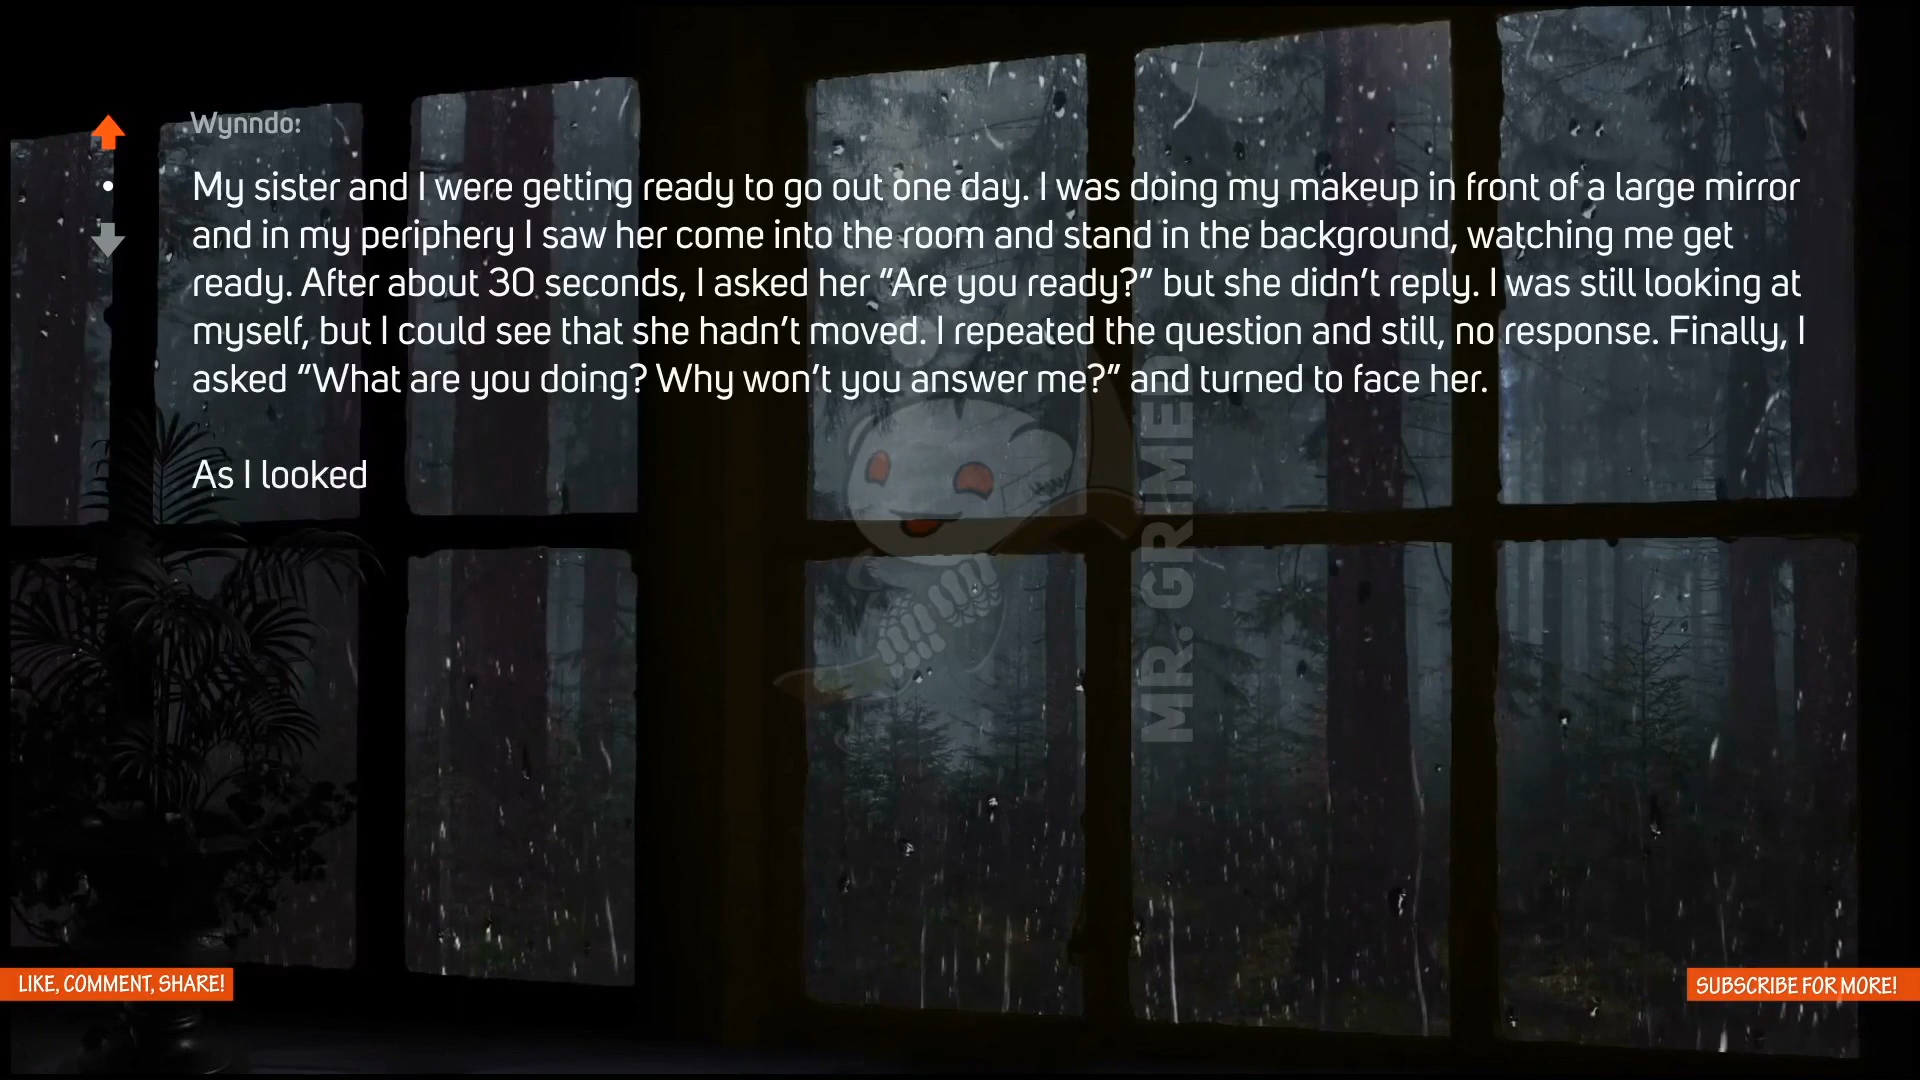 Wynndo:
My sister and I were getting ready to go out one day. I was doing my makeup in front of a large mirror
and in my periphery I saw her come into the room and stand in the background, watching me get
ready. After about 30 seconds, I asked her “Are you ready?” but she didn’t reply. I was still looking at
myself, but I could see that she hadn’t moved. I repeated the question and still, no response. Finally, I
asked “What are you doing? Why won’t you answer me?” and turned to face her.
As I looked
MR. GRIMED
LIKE, COMMENT, SHARE!
SUBSCRIBE FOR MORE!